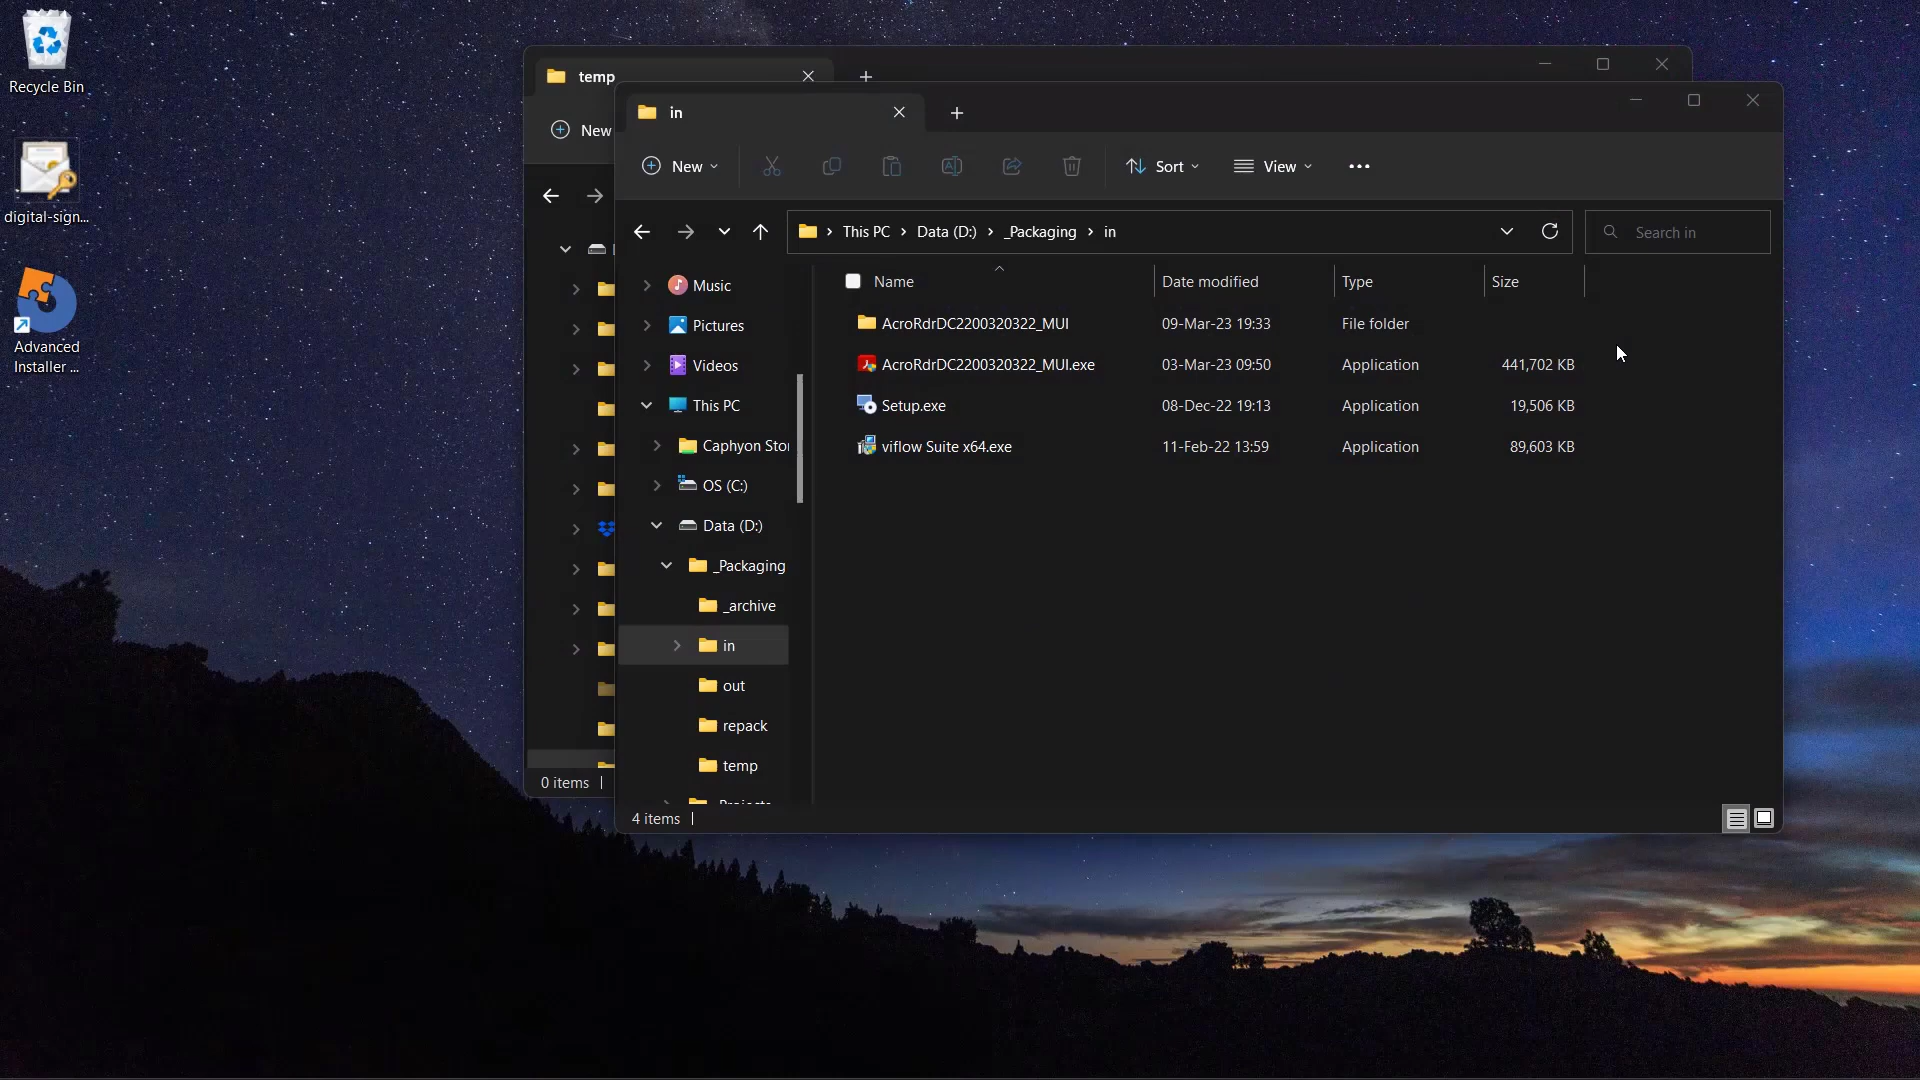 Recycle Bin
digital-sign...
Advanced
Installer ...
temp
New
0 items
in
New
Sort
View
This PC
Data (D:)
_Packaging
in
Search in
Music
Pictures
Videos
This PC
Caphyon Sto
OS (C:)
Data (D:)
_Packaging
_archive
in
out
repack
temp
_Projects
Name Date modified Type Size
AcroRdrDC2200320322_MUI 09-Mar-23 19:33 File folder
AcroRdrDC2200320322_MUI.exe 03-Mar-23 09:50 Application 441,702 KB
Setup.exe 08-Dec-22 19:13 Application 19,506 KB
viflow Suite x64.exe 11-Feb-22 13:59 Application 89,603 KB
4 items